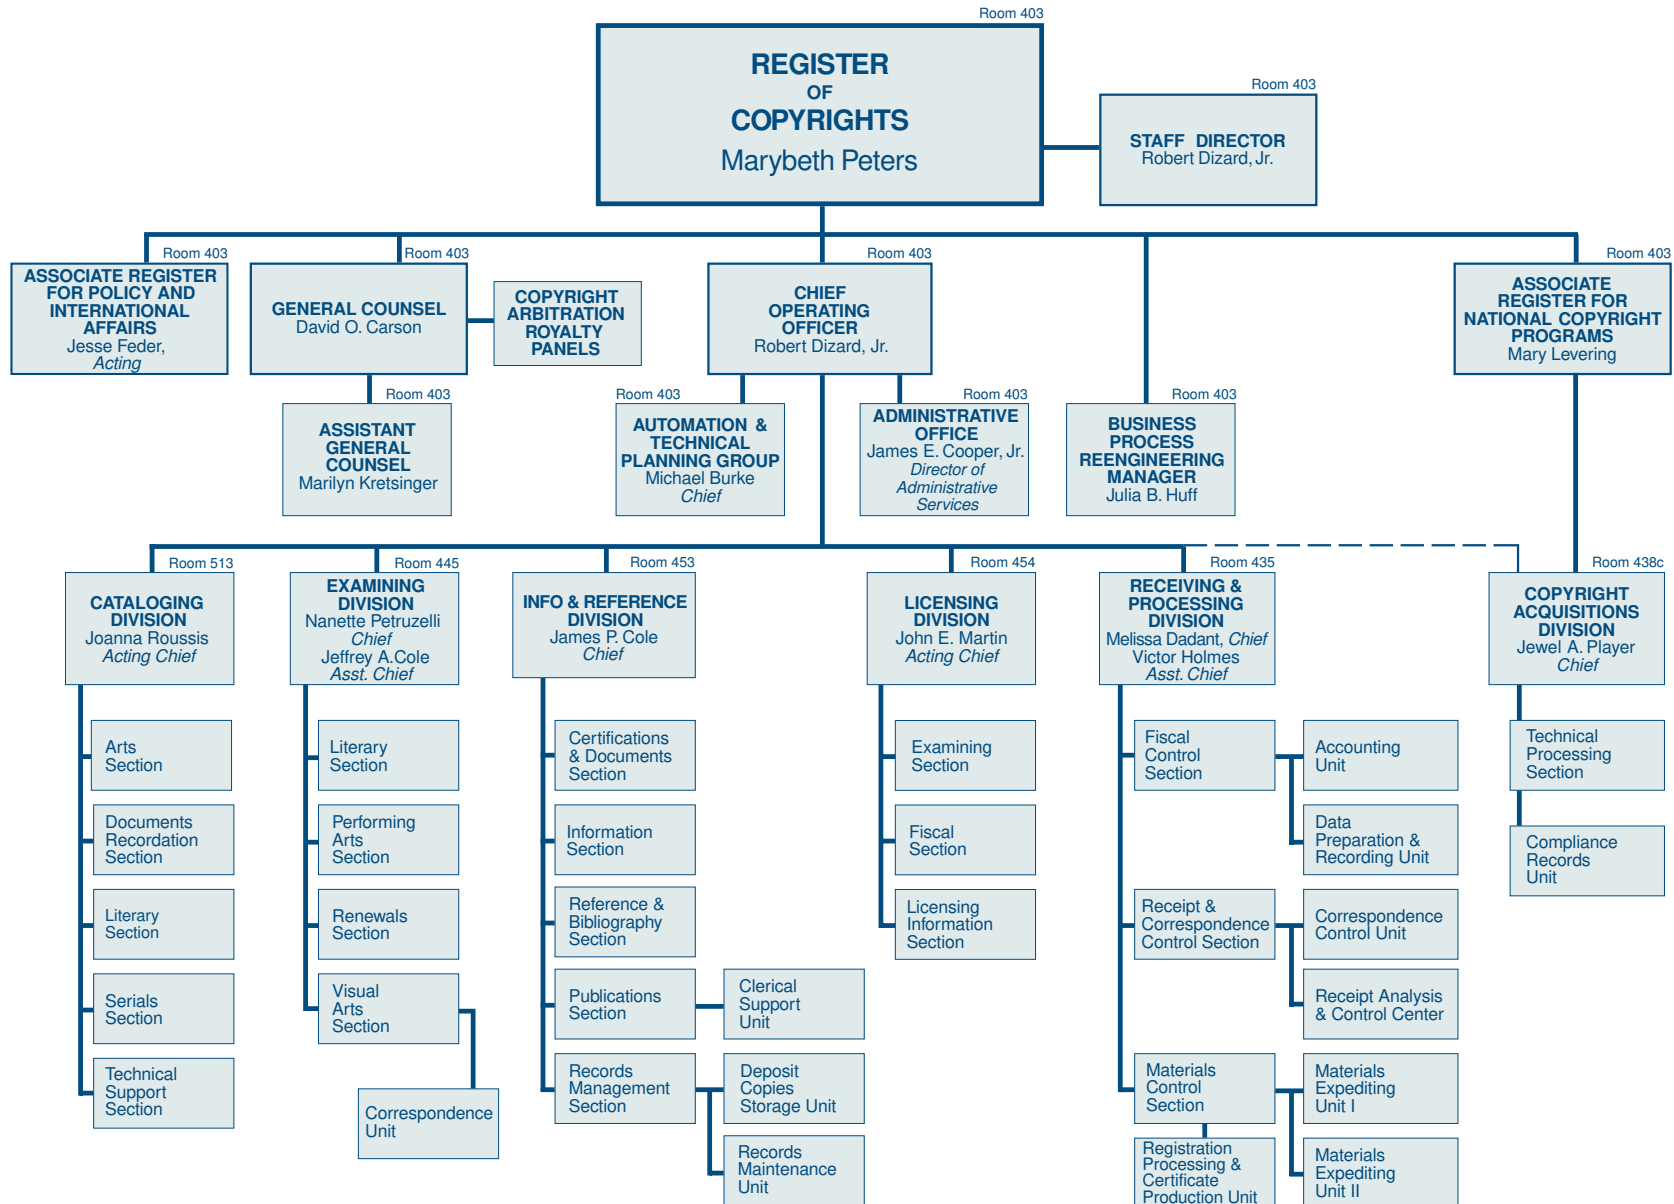 Room 403
REGISTER
OF
COPYRIGHTS
Marybeth Peters
Room 403
STAFF DIRECTOR
Robert Dizard, Jr.
Room 403
ASSOCIATE REGISTER
FOR POLICY AND
INTERNATIONAL
AFFAIRS
Jesse Feder,
Acting
Room 403
GENERAL COUNSEL
David O. Carson
COPYRIGHT
ARBITRATION
ROYALTY
PANELS
Room 403
CHIEF
OPERATING
OFFICER
Robert Dizard, Jr.
Room 403
ASSOCIATE
REGISTER FOR
NATIONAL COPYRIGHT
PROGRAMS
Mary Levering
Room 403
ASSISTANT
GENERAL
COUNSEL
Marilyn Kretsinger
Room 403
AUTOMATION &
TECHNICAL
PLANNING GROUP
Michael Burke
Chief
Room 403
ADMINISTRATIVE
OFFICE
James E. Cooper, Jr.
Director of
Administrative
Services
Room 403
BUSINESS
PROCESS
REENGINEERING
MANAGER
Julia B. Huff
Room 513
CATALOGING
DIVISION
Joanna Roussis
Acting Chief
Arts
Section
Documents
Recordation
Section
Literary
Section
Serials
Section
Technical
Support
Section
Room 445
EXAMINING
DIVISION
Nanette Petruzelli
Chief
Jeffrey A.Cole
Asst. Chief
Literary
Section
Performing
Arts
Section
Renewals
Section
Visual
Arts
Section
Correspondence
Unit
Room 453
INFO & REFERENCE
DIVISION
James P. Cole
Chief
Certifications
& Documents
Section
Information
Section
Reference &
Bibliography
Section
Publications
Section
Clerical
Support
Unit
Records
Management
Section
Deposit
Copies
Storage Unit
Records
Maintenance
Unit
Room 454
LICENSING
DIVISION
John E. Martin
Acting Chief
Examining
Section
Fiscal
Section
Licensing
Information
Section
Room 435
RECEIVING &
PROCESSING
DIVISION
Melissa Dadant, Chief
Victor Holmes
Asst. Chief
Fiscal
Control
Section
Accounting
Unit
Data
Preparation &
Recording Unit
Receipt &
Correspondence
Control Section
Correspondence
Control Unit
Receipt Analysis
& Control Center
Materials
Control
Section
Materials
Expediting
Unit I
Registration
Processing &
Certificate
Production Unit
Materials
Expediting
Unit II
Room 438c
COPYRIGHT
ACQUISITIONS
DIVISION
Jewel A. Player
Chief
Technical
Processing
Section
Compliance
Records
Unit